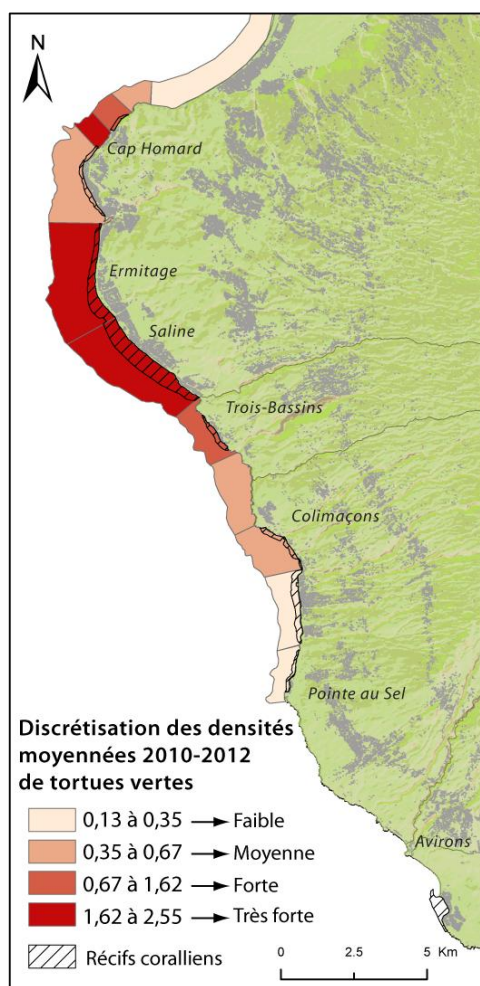 N
Cap Homard
Ermitage
Saline
Trois-Bassins
Colimaçons
Pointe au Sel
Discrétisation des densités
moyennées 2010-2012
de tortues vertes
0,13 à 0,35 → Faible
0,35 à 0,67 → Moyenne
0,67 à 1,62 → Forte
1,62 à 2,55 → Très forte
Récifs coralliens
Avirons
0 2.5 5 Km